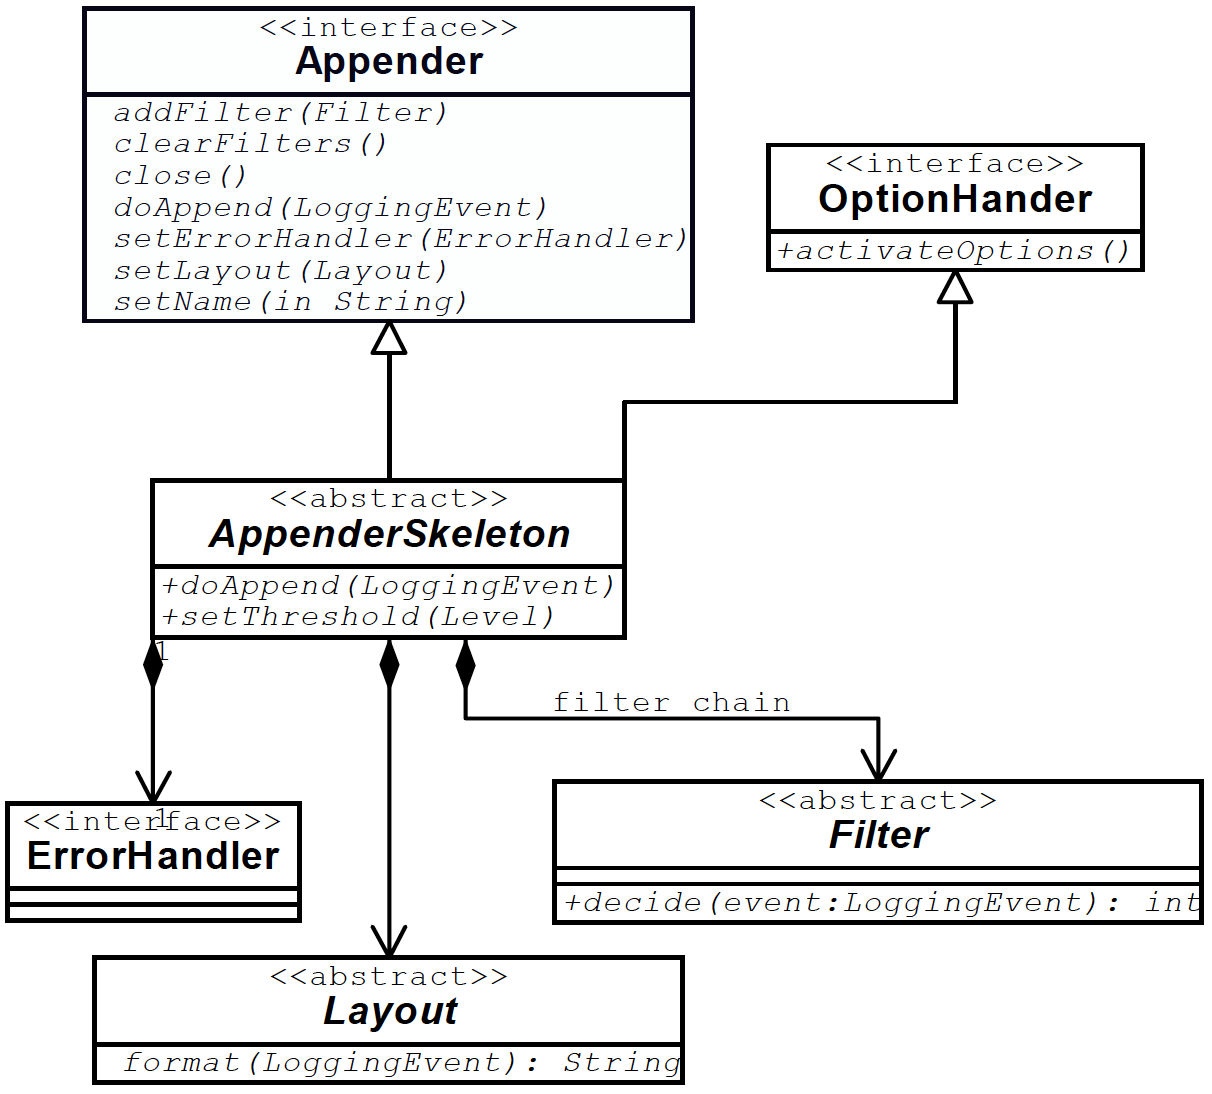 <<interface>>
Appender
addFilter(Filter)
clearFilters()
close()
doAppend(LoggingEvent)
setErrorHandler(ErrorHandler)
setLayout(Layout)
setName(in String)
<<interface>>
OptionHander
+activateOptions()
<<abstract>>
AppenderSkeleton
+doAppend(LoggingEvent)
+setThreshold(Level)
1
filter chain
1
<<interface>>
ErrorHandler
<<abstract>>
Filter
+decide(event:LoggingEvent): int
<<abstract>>
Layout
format(LoggingEvent): String